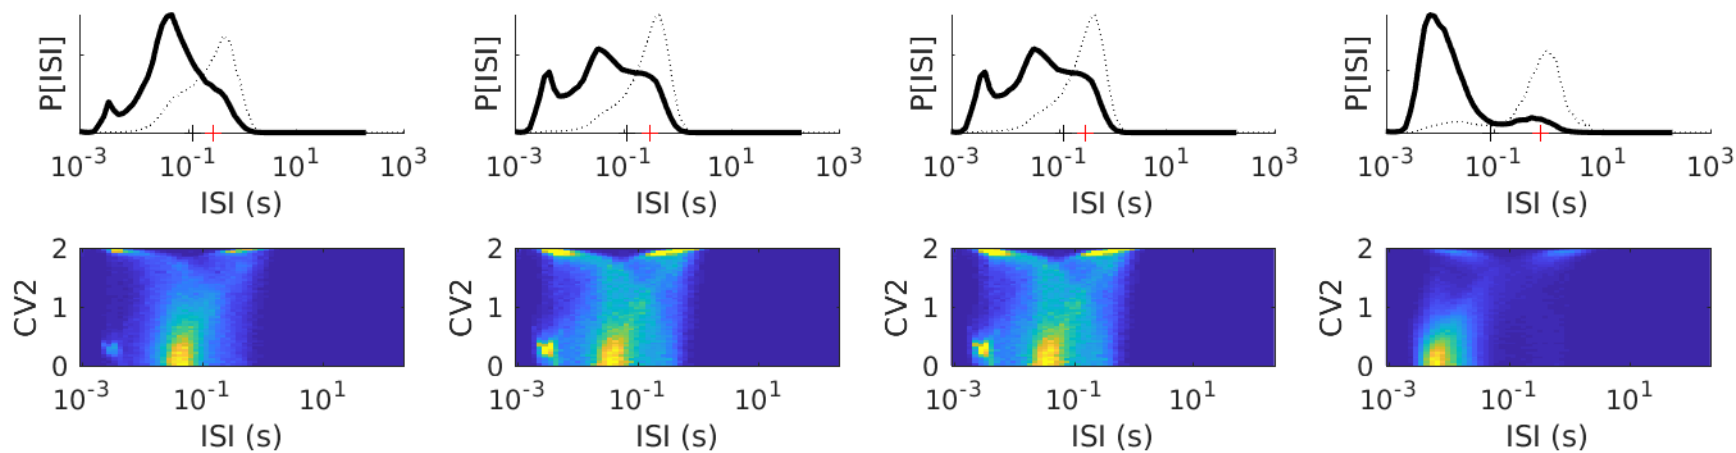 P[ISI] P[ISI] P[ISI] P[ISI]
10^-3 10^-1 10^1 10^3 10^-3 10^-1 10^1 10^3 10^-3 10^-1 10^1 10^3 10^-3 10^-1 10^1 10^3
ISI (s) ISI (s) ISI (s) ISI (s)
2 2 2 2
CV2 1 CV2 1 CV2 1 CV2 1
0 0 0 0
10^-3 10^-1 10^1 10^-3 10^-1 10^1 10^-3 10^-1 10^1 10^-3 10^-1 10^1
ISI (s) ISI (s) ISI (s) ISI (s)